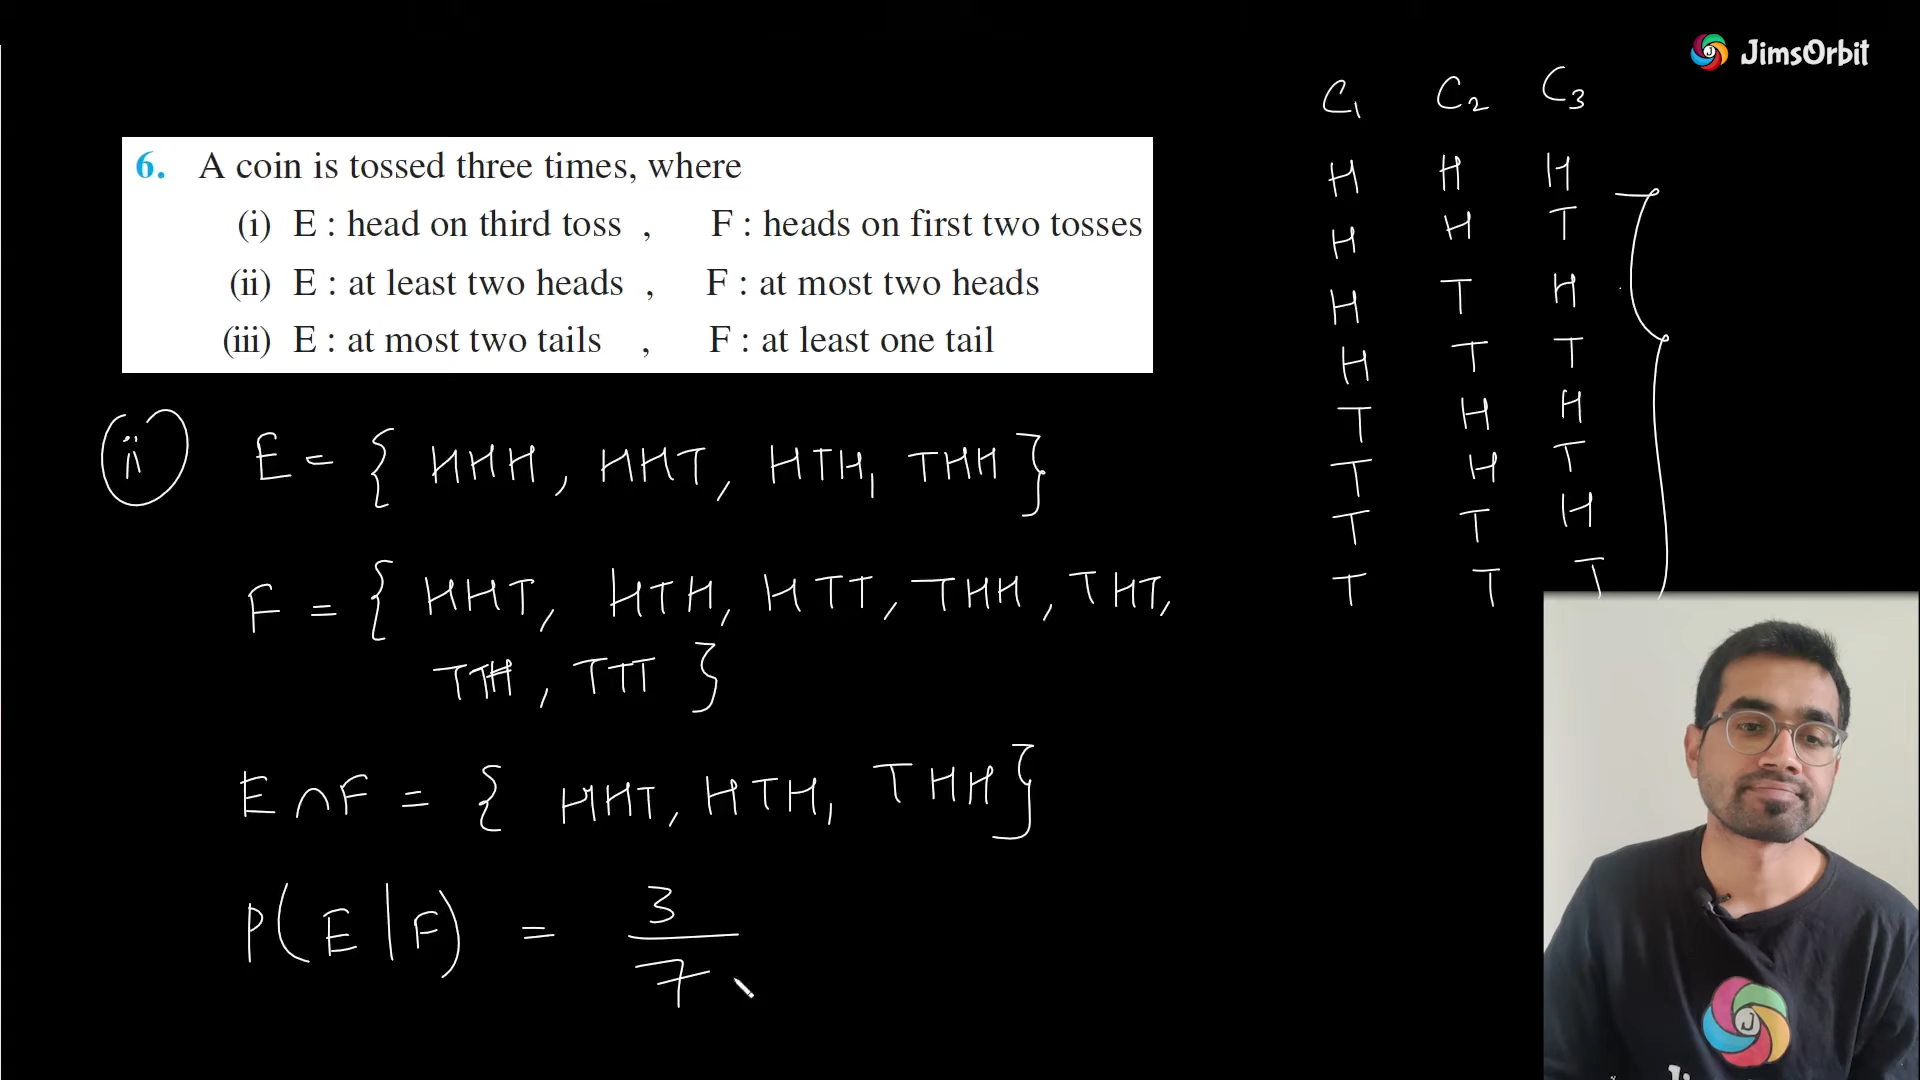 JimsOrbit
6. A coin is tossed three times, where
(i) E : head on third toss , F : heads on first two tosses
(ii) E : at least two heads , F : at most two heads
(iii) E : at most two tails , F : at least one tail
C1 C2 C3
H H H
H H T
H T H
H T T
T H H
T H T
T T H
T T T
ii E = { HHH, HHT, HTH, THH }
F = { HHT, HTH, HTT, THH, THT,
TTH, TTT }
E ∩ F = { HHT, HTH, THH }
P(E|F) = 3/7
J